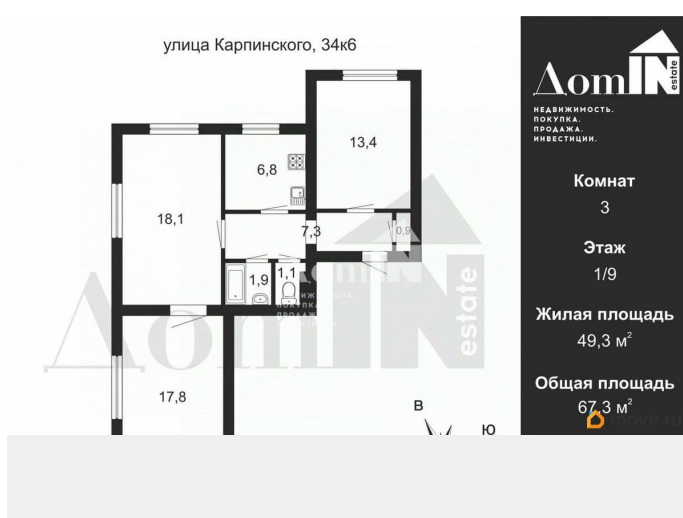 улица Карпинского, 34к6
13,4
6,8
18,1
7,3
0,9
1,9
1,1
17,8
В
Ю
ДомIN
estate
НЕДВИЖИМОСТЬ.
ПОКУПКА.
ПРОДАЖА.
ИНВЕСТИЦИИ.
Комнат
3
Этаж
1/9
Жилая площадь
49,3 м²
Общая площадь
67,3 м²
move.ru
ДомIN
estate